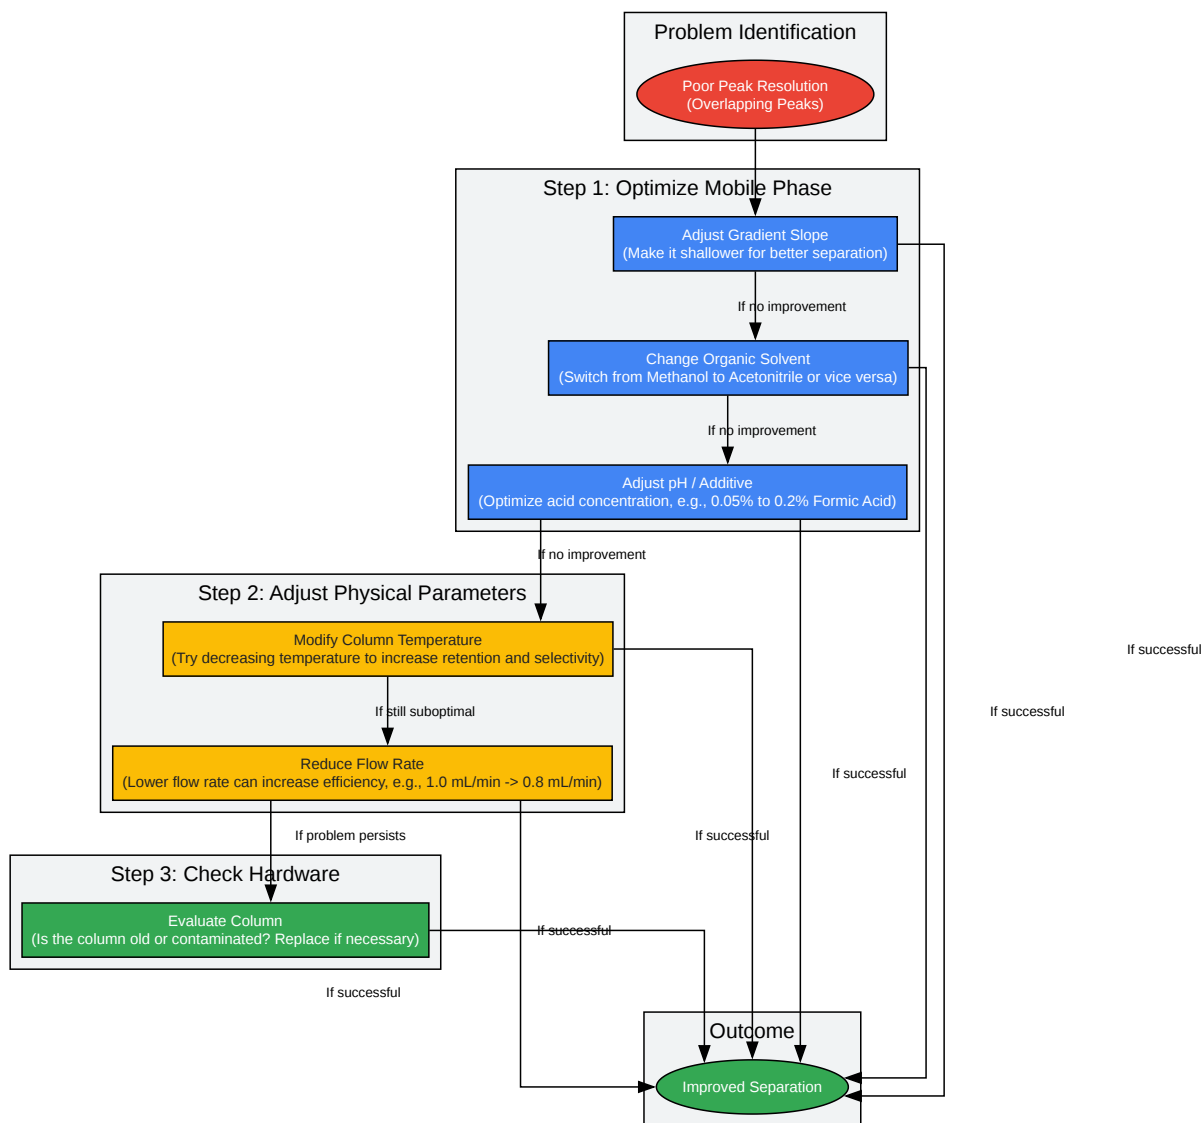 Problem Identification
Poor Peak Resolution
(Overlapping Peaks)
Step 1: Optimize Mobile Phase
Adjust Gradient Slope
(Make it shallower for better separation)
If no improvement
Change Organic Solvent
(Switch from Methanol to Acetonitrile or vice versa)
If no improvement
Adjust pH / Additive
(Optimize acid concentration, e.g., 0.05% to 0.2% Formic Acid)
If no improvement
Step 2: Adjust Physical Parameters
Modify Column Temperature
(Try decreasing temperature to increase retention and selectivity)
If successful
If still suboptimal
If successful
Reduce Flow Rate
(Lower flow rate can increase efficiency, e.g., 1.0 mL/min -> 0.8 mL/min)
If successful
If problem persists
If successful
Step 3: Check Hardware
Evaluate Column
(Is the column old or contaminated? Replace if necessary)
If successful
If successful
Outcome
Improved Separation